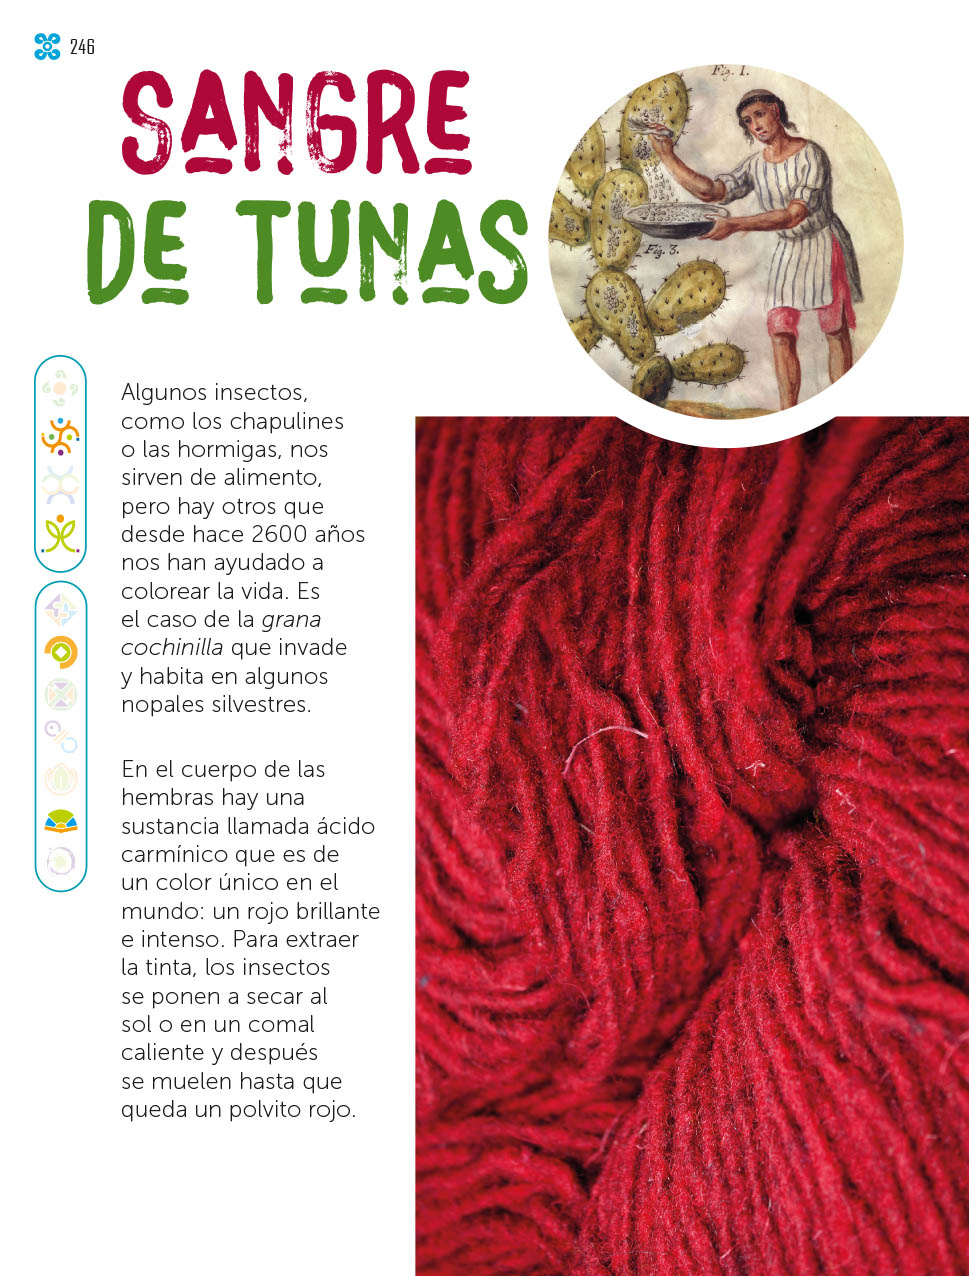 246
SANGRE
DE TUNAS
Fig. 1.
Fig. 3.
Algunos insectos,
como los chapulines
o las hormigas, nos
sirven de alimento,
pero hay otros que
desde hace 2600 años
nos han ayudado a
colorear la vida. Es
el caso de la grana
cochinilla que invade
y habita en algunos
nopales silvestres.
En el cuerpo de las
hembras hay una
sustancia llamada ácido
carmínico que es de
un color único en el
mundo: un rojo brillante
e intenso. Para extraer
la tinta, los insectos
se ponen a secar al
sol o en un comal
caliente y después
se muelen hasta que
queda un polvito rojo.